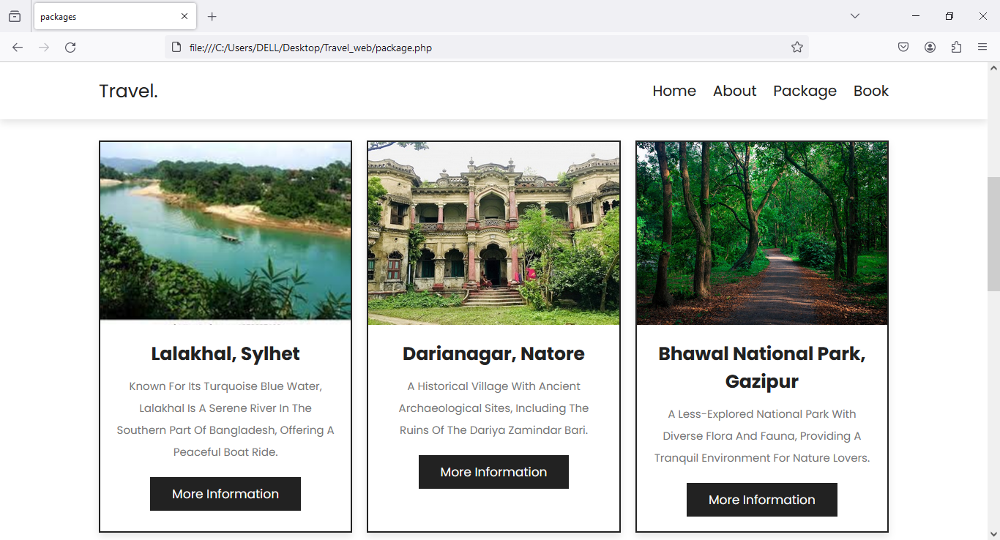 packages
file:///C:/Users/DELL/Desktop/Travel_web/package.php
Travel.
Home
About
Package
Book
Lalakhal, Sylhet
Known For Its Turquoise Blue Water,
Lalakhal Is A Serene River In The
Southern Part Of Bangladesh, Offering A
Peaceful Boat Ride.
More Information
Darianagar, Natore
A Historical Village With Ancient
Archaeological Sites, Including The
Ruins Of The Dariya Zamindar Bari.
More Information
Bhawal National Park,
Gazipur
A Less-Explored National Park With
Diverse Flora And Fauna, Providing A
Tranquil Environment For Nature Lovers.
More Information